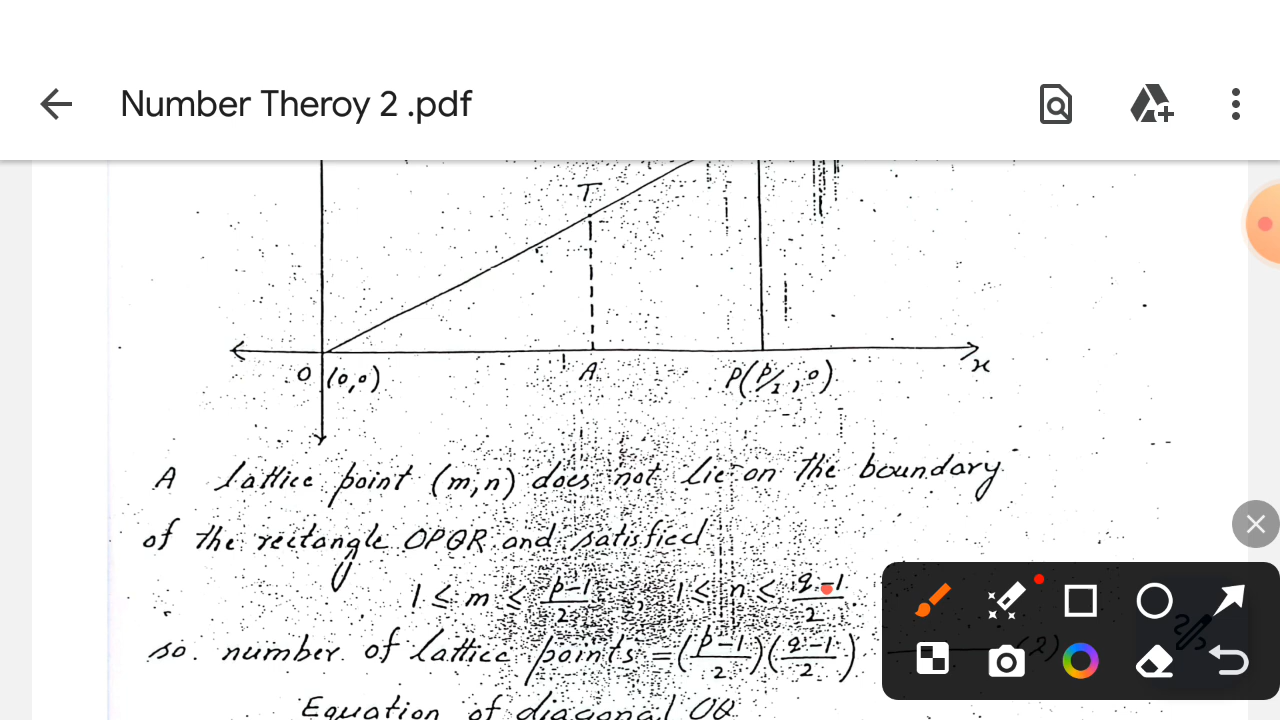 Number Theroy 2 .pdf
T
O (0,0) A P(P/2, 0) x
A lattice point (m,n) does not lie on the boundary
of the rectangle OPQR and satisfied
1 ≤ m ≤ p-1/2, 1 ≤ n ≤ q-1/2.
so. number of lattice points = (p-1/2)(q-1/2) (2)
Equation of diagonal OQ